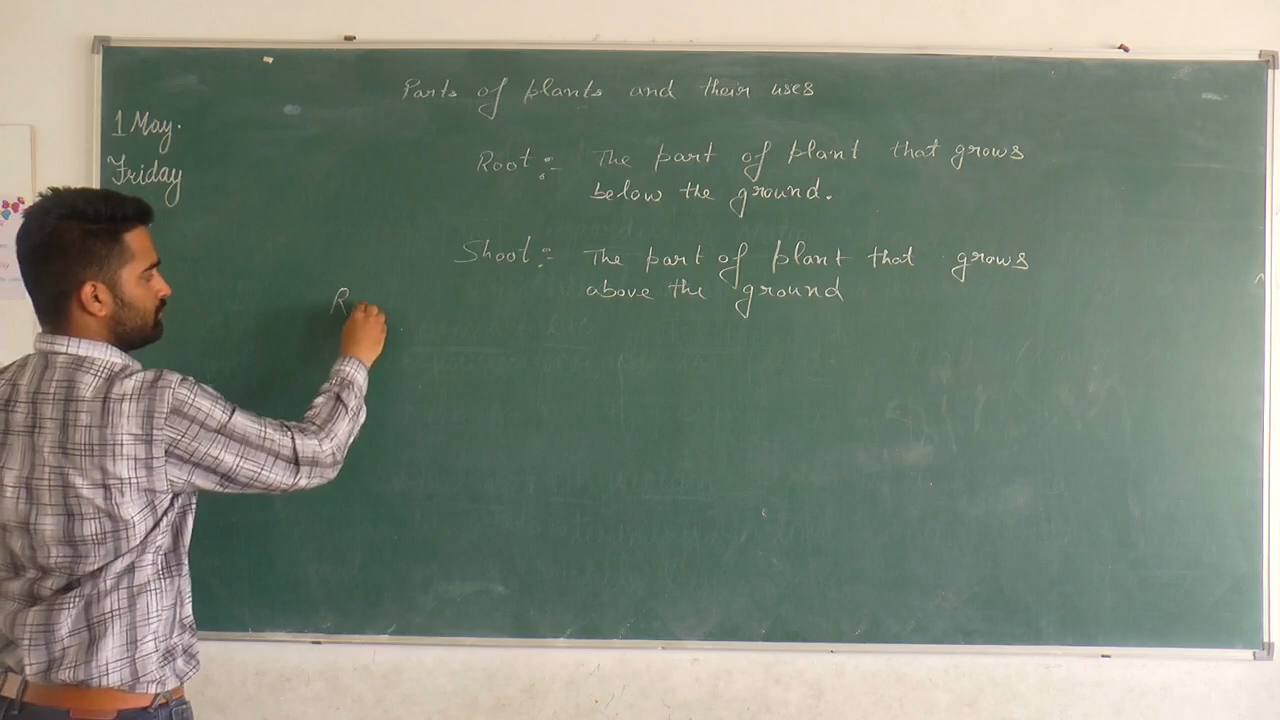 Parts of plants and their uses
1 May.
Friday
Root :- The part of plant that grows
below the ground.
Shoot :- The part of plant that grows
above the ground
R